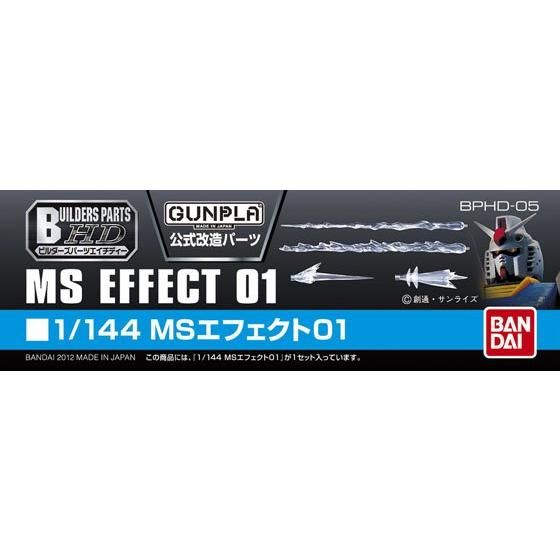 BUILDERS PARTS
HD
ビルダーズパーツエイチディー
GUNPLA
MADE IN JAPAN
公式改造パーツ
BPHD-05
MS EFFECT 01
©創通・サンライズ
■1/144 MSエフェクト01
BAN
DAI
BANDAI 2012 MADE IN JAPAN この商品には、「1/144 MSエフェクト01」が1セット入っています。